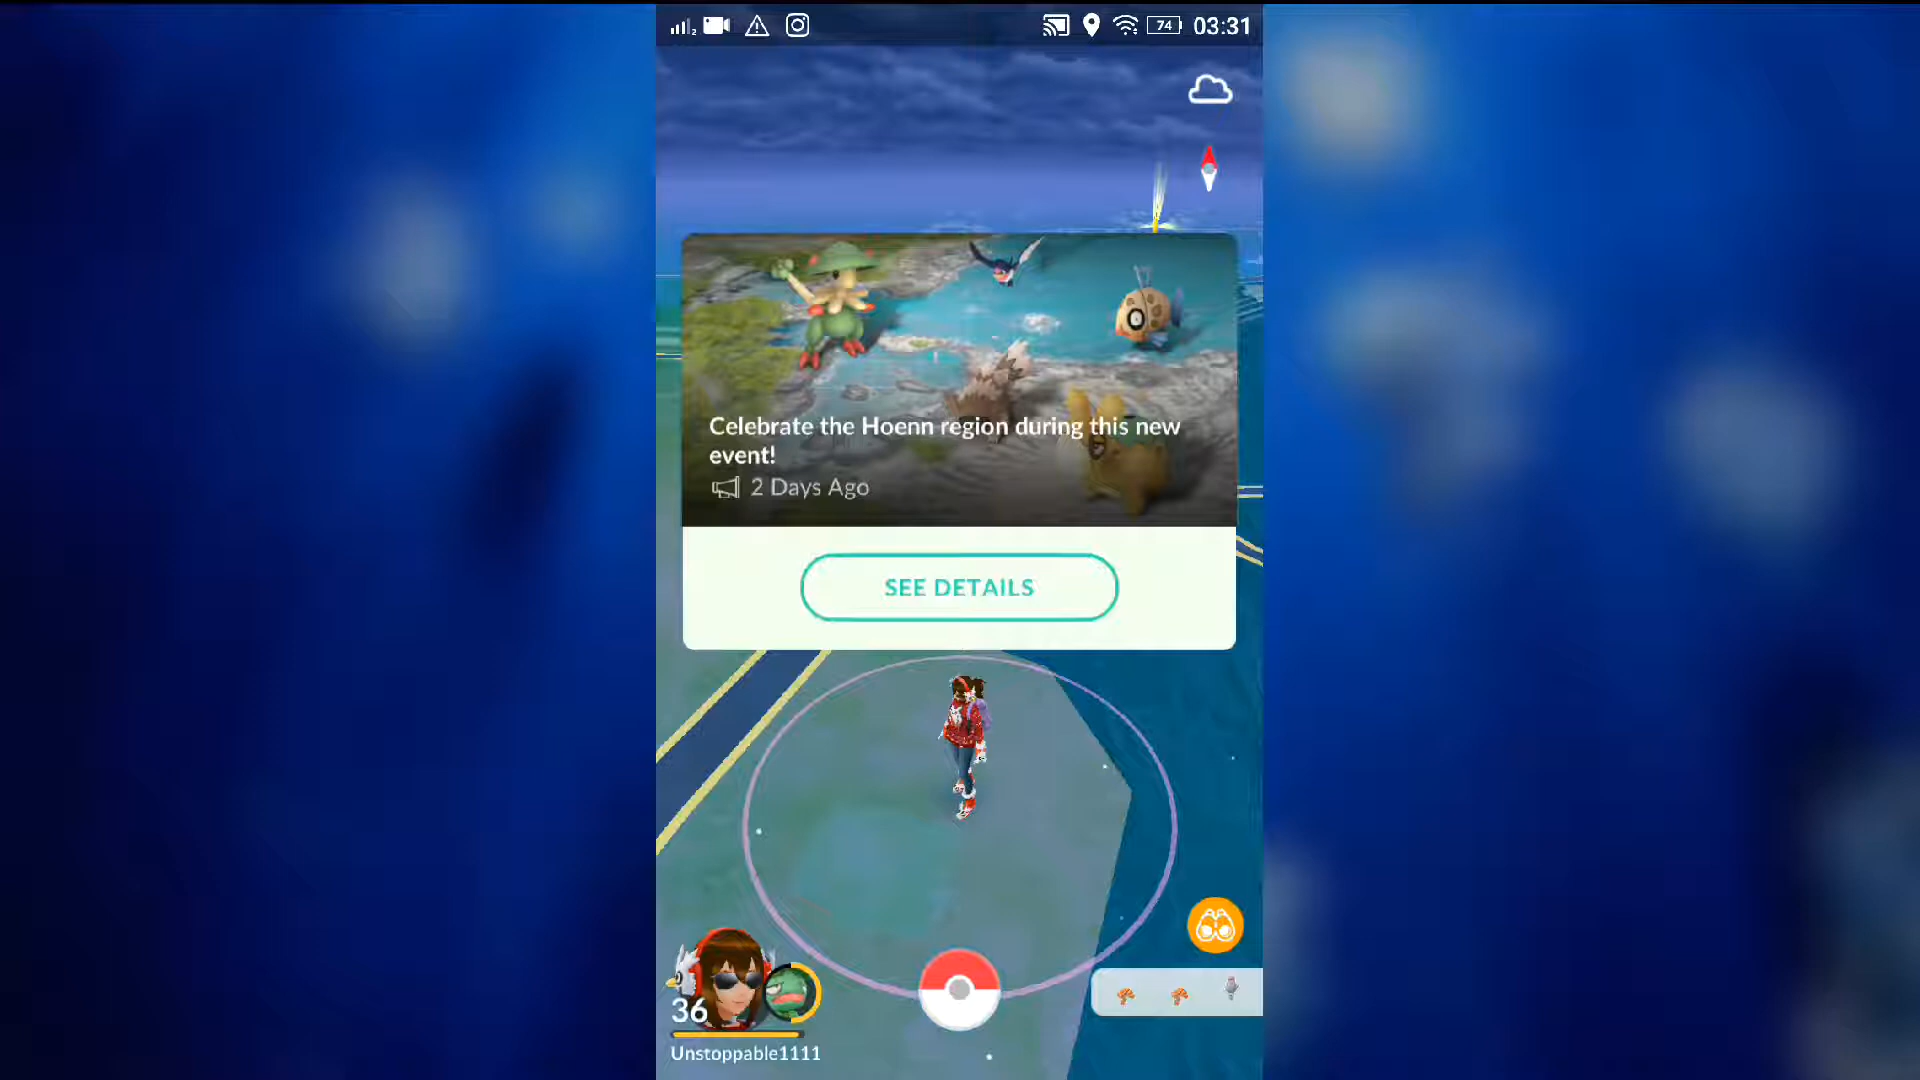 74 03:31
Celebrate the Hoenn region during this new
event!
2 Days Ago
SEE DETAILS
36
Unstoppable1111